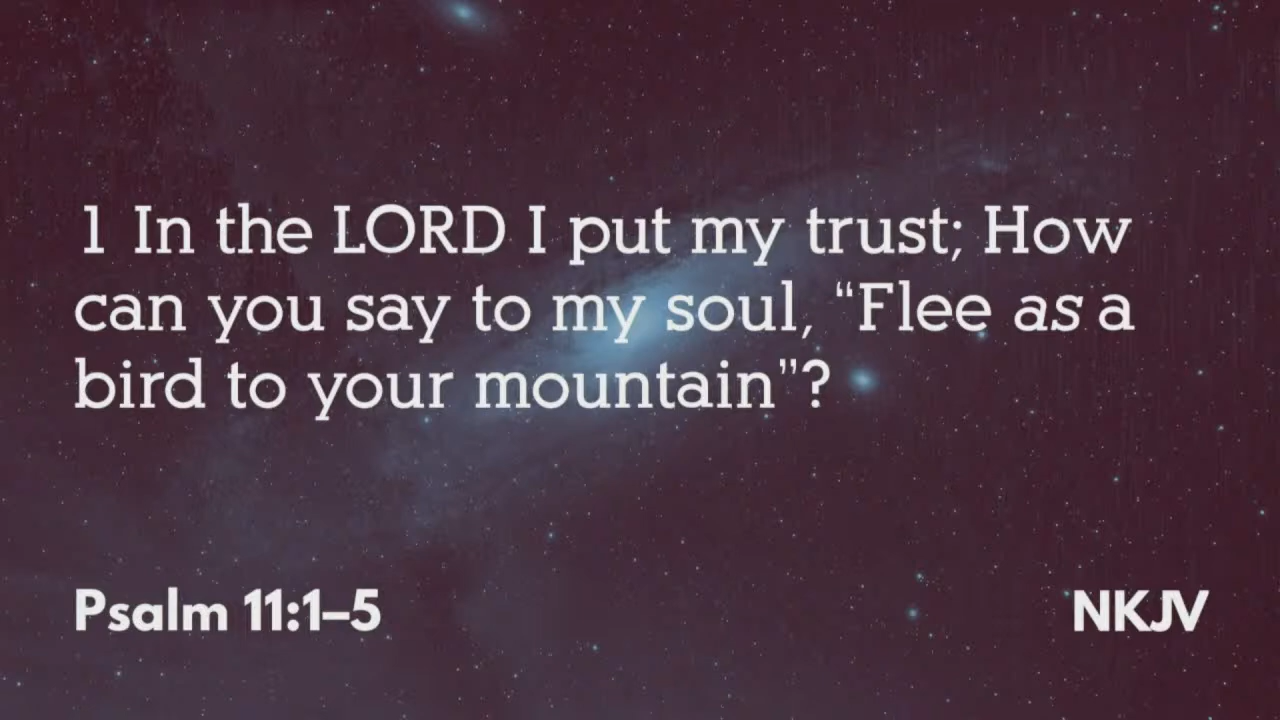 1 In the LORD I put my trust; How
can you say to my soul, “Flee as a
bird to your mountain”?
Psalm 11:1–5
NKJV